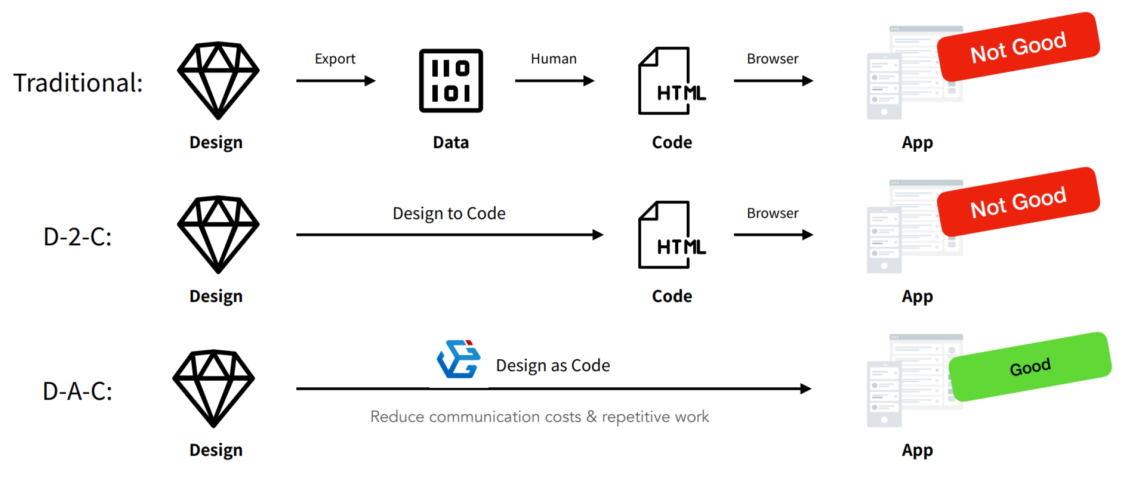 Traditional:
Export
Human
Browser
Not Good
110
101
HTML
Design
Data
Code
App
D-2-C:
Design to Code
Browser
Not Good
HTML
Design
Code
App
D-A-C:
Design as Code
Good
Reduce communication costs & repetitive work
Design
App